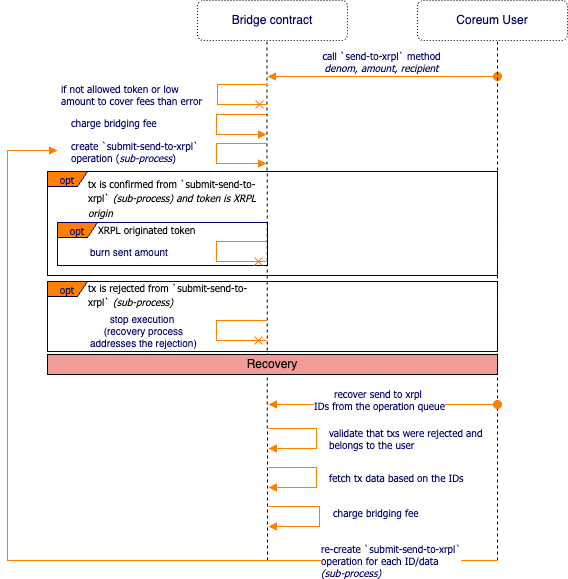 Bridge contract
Coreum User
call `send-to-xrpl` method
denom, amount, recipient
if not allowed token or low
amount to cover fees than error
charge bridging fee
create `submit-send-to-xrpl`
operation (sub-process)
opt
tx is confirmed from `submit-send-to-
xrpl` (sub-process) and token is XRPL
origin
opt
XRPL originated token
burn sent amount
opt
tx is rejected from `submit-send-to-
xrpl` (sub-process)
stop execution
(recovery process
addresses the rejection)
Recovery
recover send to xrpl
IDs from the operation queue
validate that txs were rejected and
belongs to the user
fetch tx data based on the IDs
charge bridging fee
re-create `submit-send-to-xrpl`
operation for each ID/data
(sub-process)